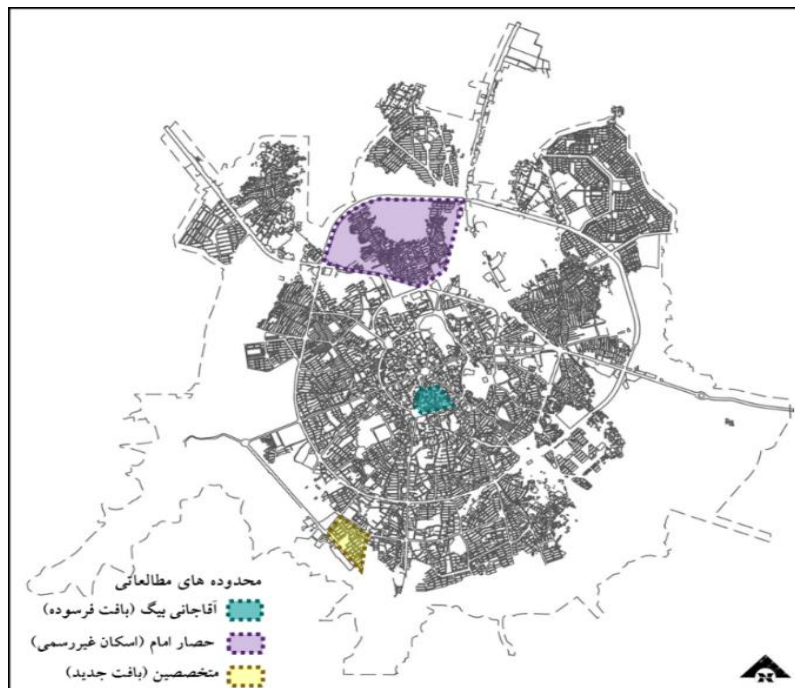 محدوده های مطالعاتی
آقاجانی بیگ (بافت فرسوده)
حصار امام (اسکان غیررسمی)
متخصصین (بافت جدید)
N